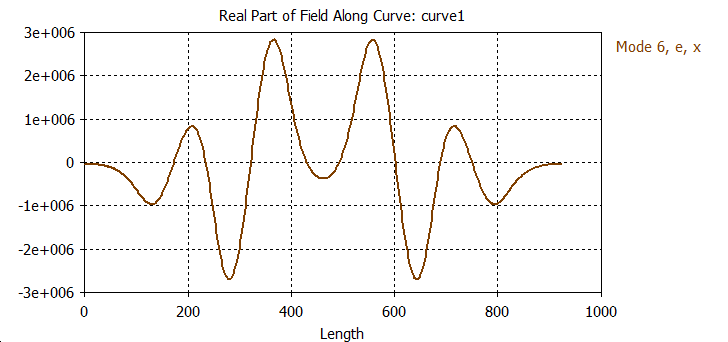 Real Part of Field Along Curve: curve1
3e+006
Mode 6, e, x
2e+006
1e+006
0
-1e+006
-2e+006
-3e+006
0 200 400 600 800 1000
Length